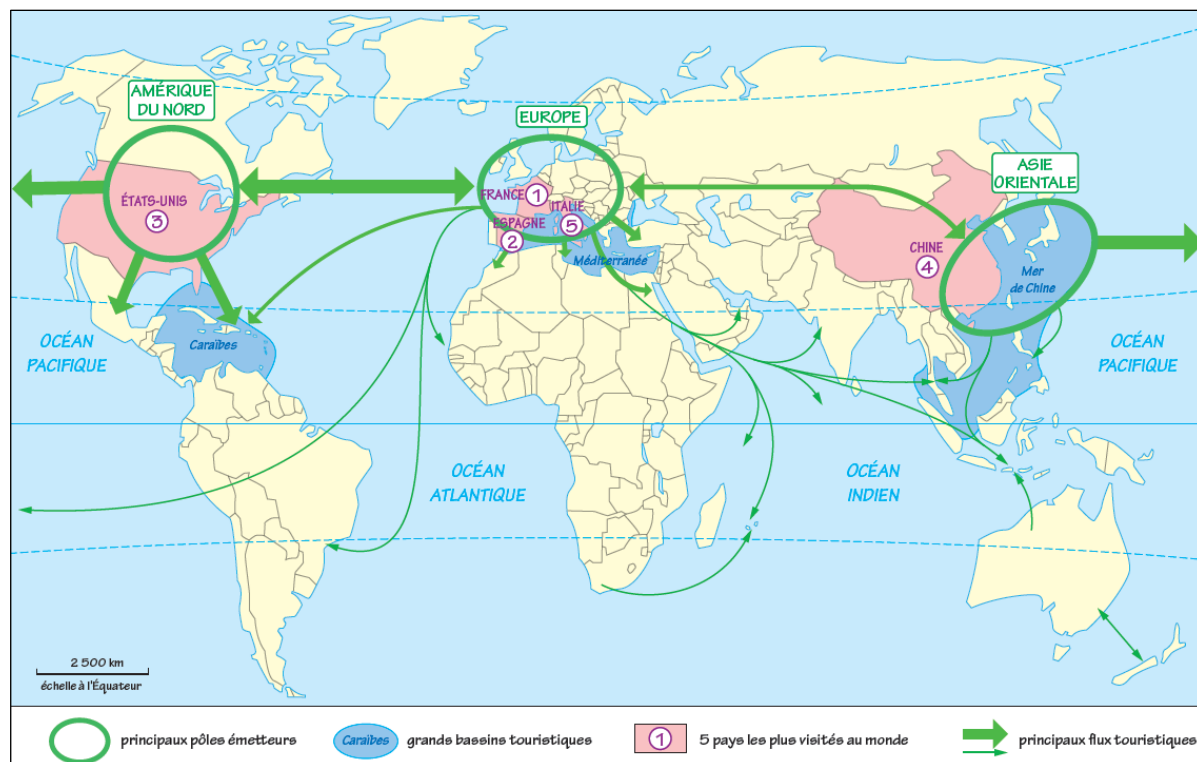 AMÉRIQUE
DU NORD
EUROPE
ASIE
ORIENTALE
ÉTATS-UNIS
3
FRANCE
1
ITALIE
5
ESPAGNE
2
Méditerranée
CHINE
4
Mer
de Chine
Caraïbes
OCÉAN
PACIFIQUE
OCÉAN
ATLANTIQUE
OCÉAN
INDIEN
OCÉAN
PACIFIQUE
2 500 km
échelle à l'Équateur
principaux pôles émetteurs
Caraïbes
grands bassins touristiques
1
5 pays les plus visités au monde
principaux flux touristiques